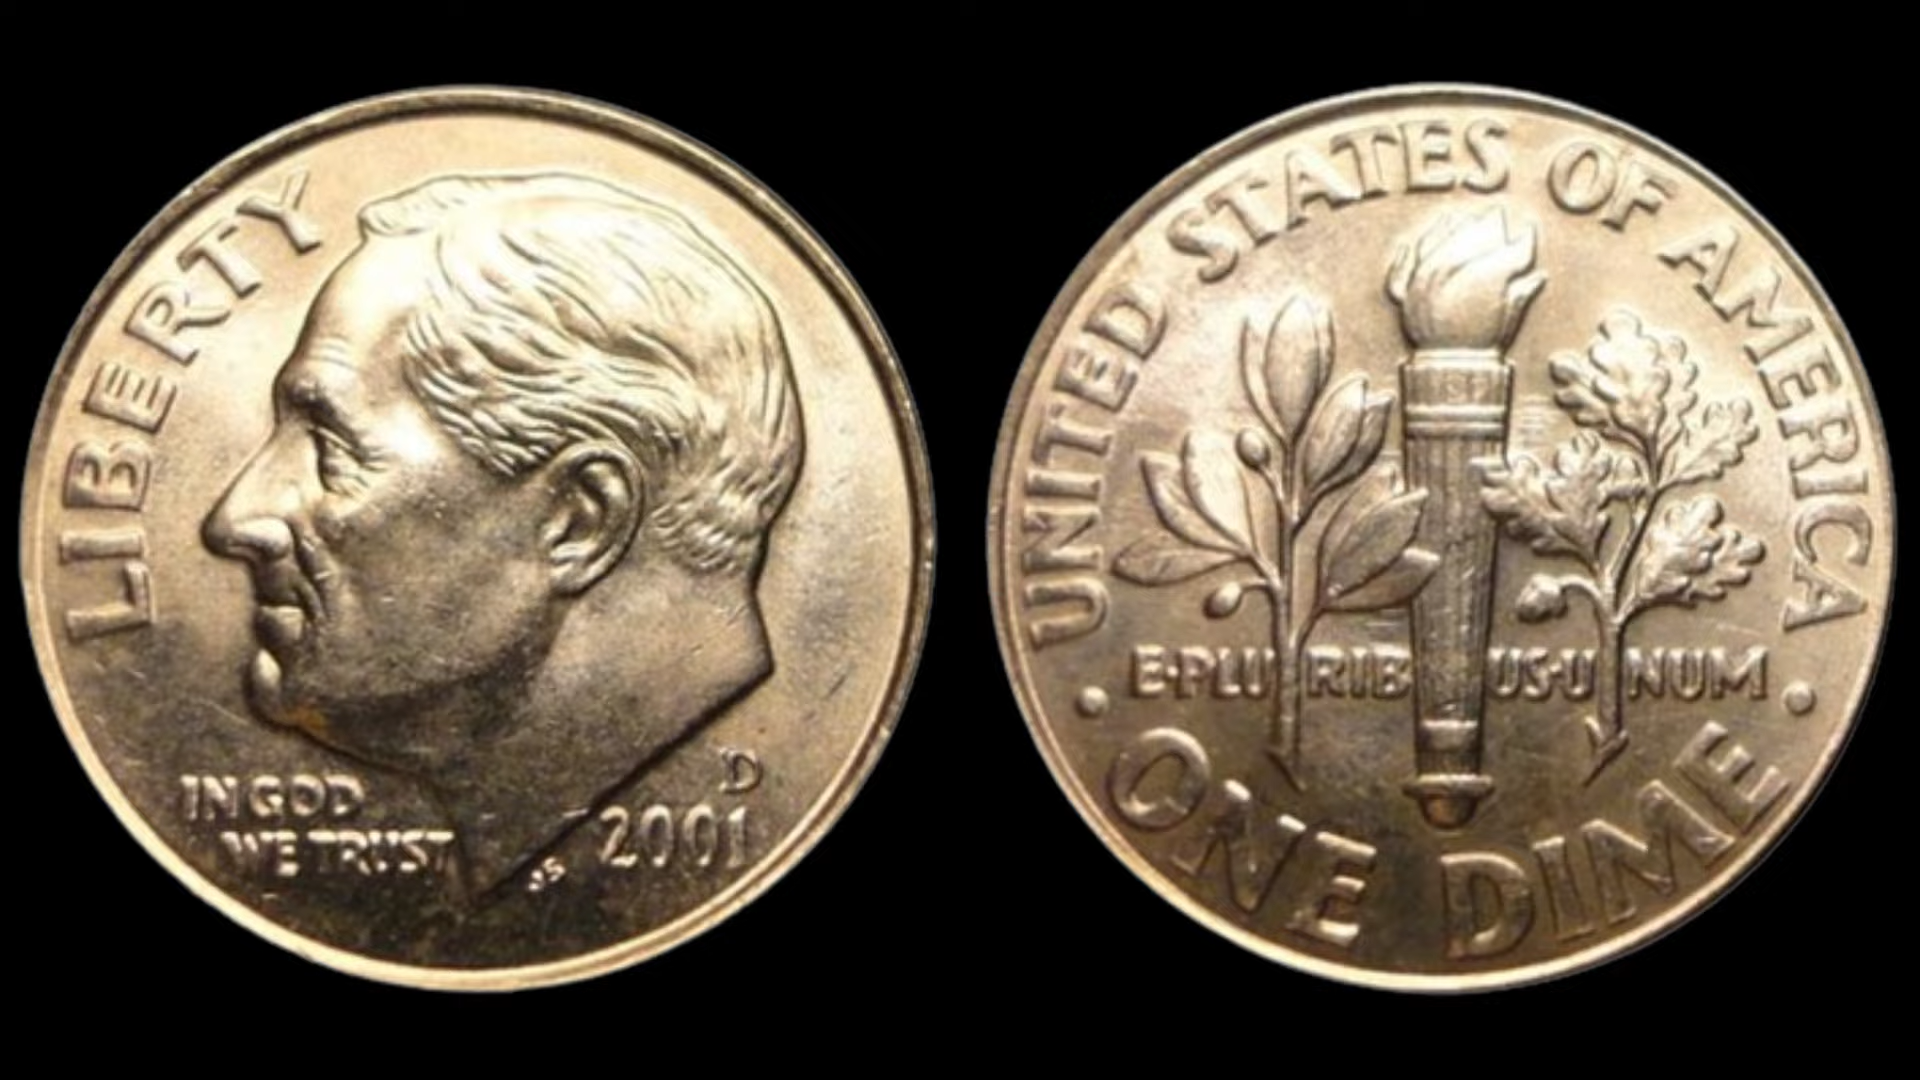 LIBERTY
IN GOD
WE TRUST
JS
D
2001
UNITED STATES OF AMERICA
E·PLURIBUS·UNUM
• ONE DIME •